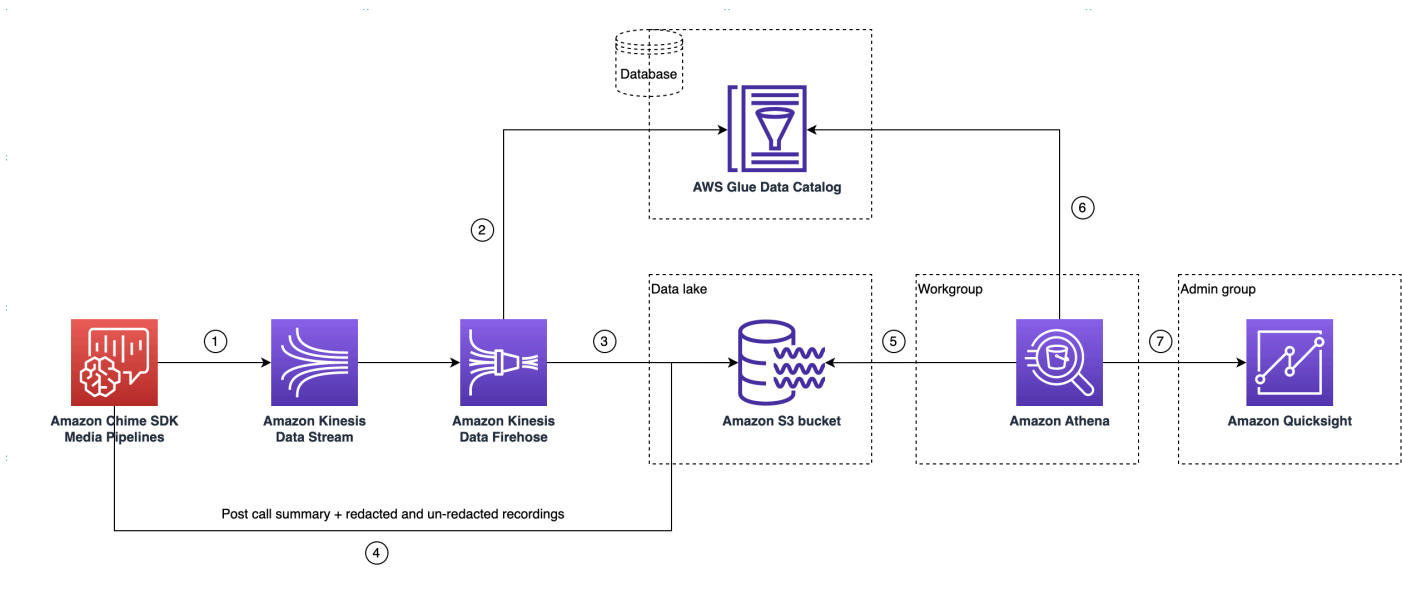 Database
AWS Glue Data Catalog
2
6
Data lake
Workgroup
Admin group
1
3
5
7
Amazon Chime SDK
Media Pipelines
Amazon Kinesis
Data Stream
Amazon Kinesis
Data Firehose
Amazon S3 bucket
Amazon Athena
Amazon Quicksight
Post call summary + redacted and un-redacted recordings
4